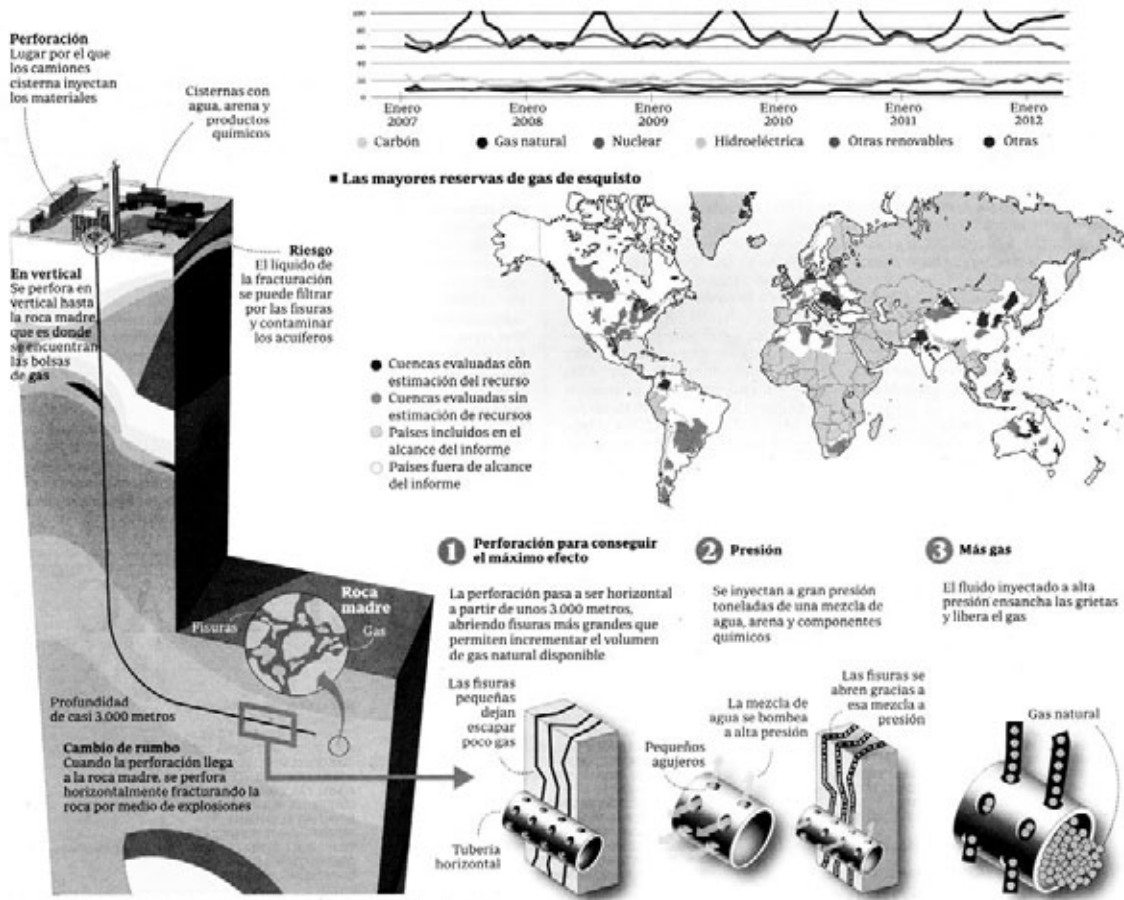 100
80
60
40
20
0
Enero
2007
Enero
2008
Enero
2009
Enero
2010
Enero
2011
Enero
2012
Carbón
Gas natural
Nuclear
Hidroeléctrica
Otras renovables
Otras
Perforación
Lugar por el que
los camiones
cisterna inyectan
los materiales
Cisternas con
agua, arena y
productos
químicos
Las mayores reservas de gas de esquisto
Riesgo
El líquido de
la fracturación
se puede filtrar
por las fisuras
y contaminar
los acuíferos
En vertical
Se perfora en
vertical hasta
la roca madre,
que es donde
se encuentran
las bolsas
de gas
Cuencas evaluadas con
estimación del recurso
Cuencas evaluadas sin
estimación de recursos
Países incluidos en el
alcance del informe
Países fuera de alcance
del informe
Roca
madre
Fisuras
Gas
Profundidad
de casi 3.000 metros
Cambio de rumbo
Cuando la perforación llega
a la roca madre, se perfora
horizontalmente fracturando la
roca por medio de explosiones
1 Perforación para conseguir
el máximo efecto
La perforación pasa a ser horizontal
a partir de unos 3.000 metros,
abriendo fisuras más grandes que
permiten incrementar el volumen
de gas natural disponible
Las fisuras
pequeñas
dejan
escapar
poco gas
Tubería
horizontal
2 Presión
Se inyectan a gran presión
toneladas de una mezcla de
agua, arena y componentes
químicos
La mezcla de
agua se bombea
a alta presión
Pequeños
agujeros
Las fisuras se
abren gracias a
esa mezcla a
presión
3 Más gas
El fluido inyectado a alta
presión ensancha las grietas
y libera el gas
Gas natural